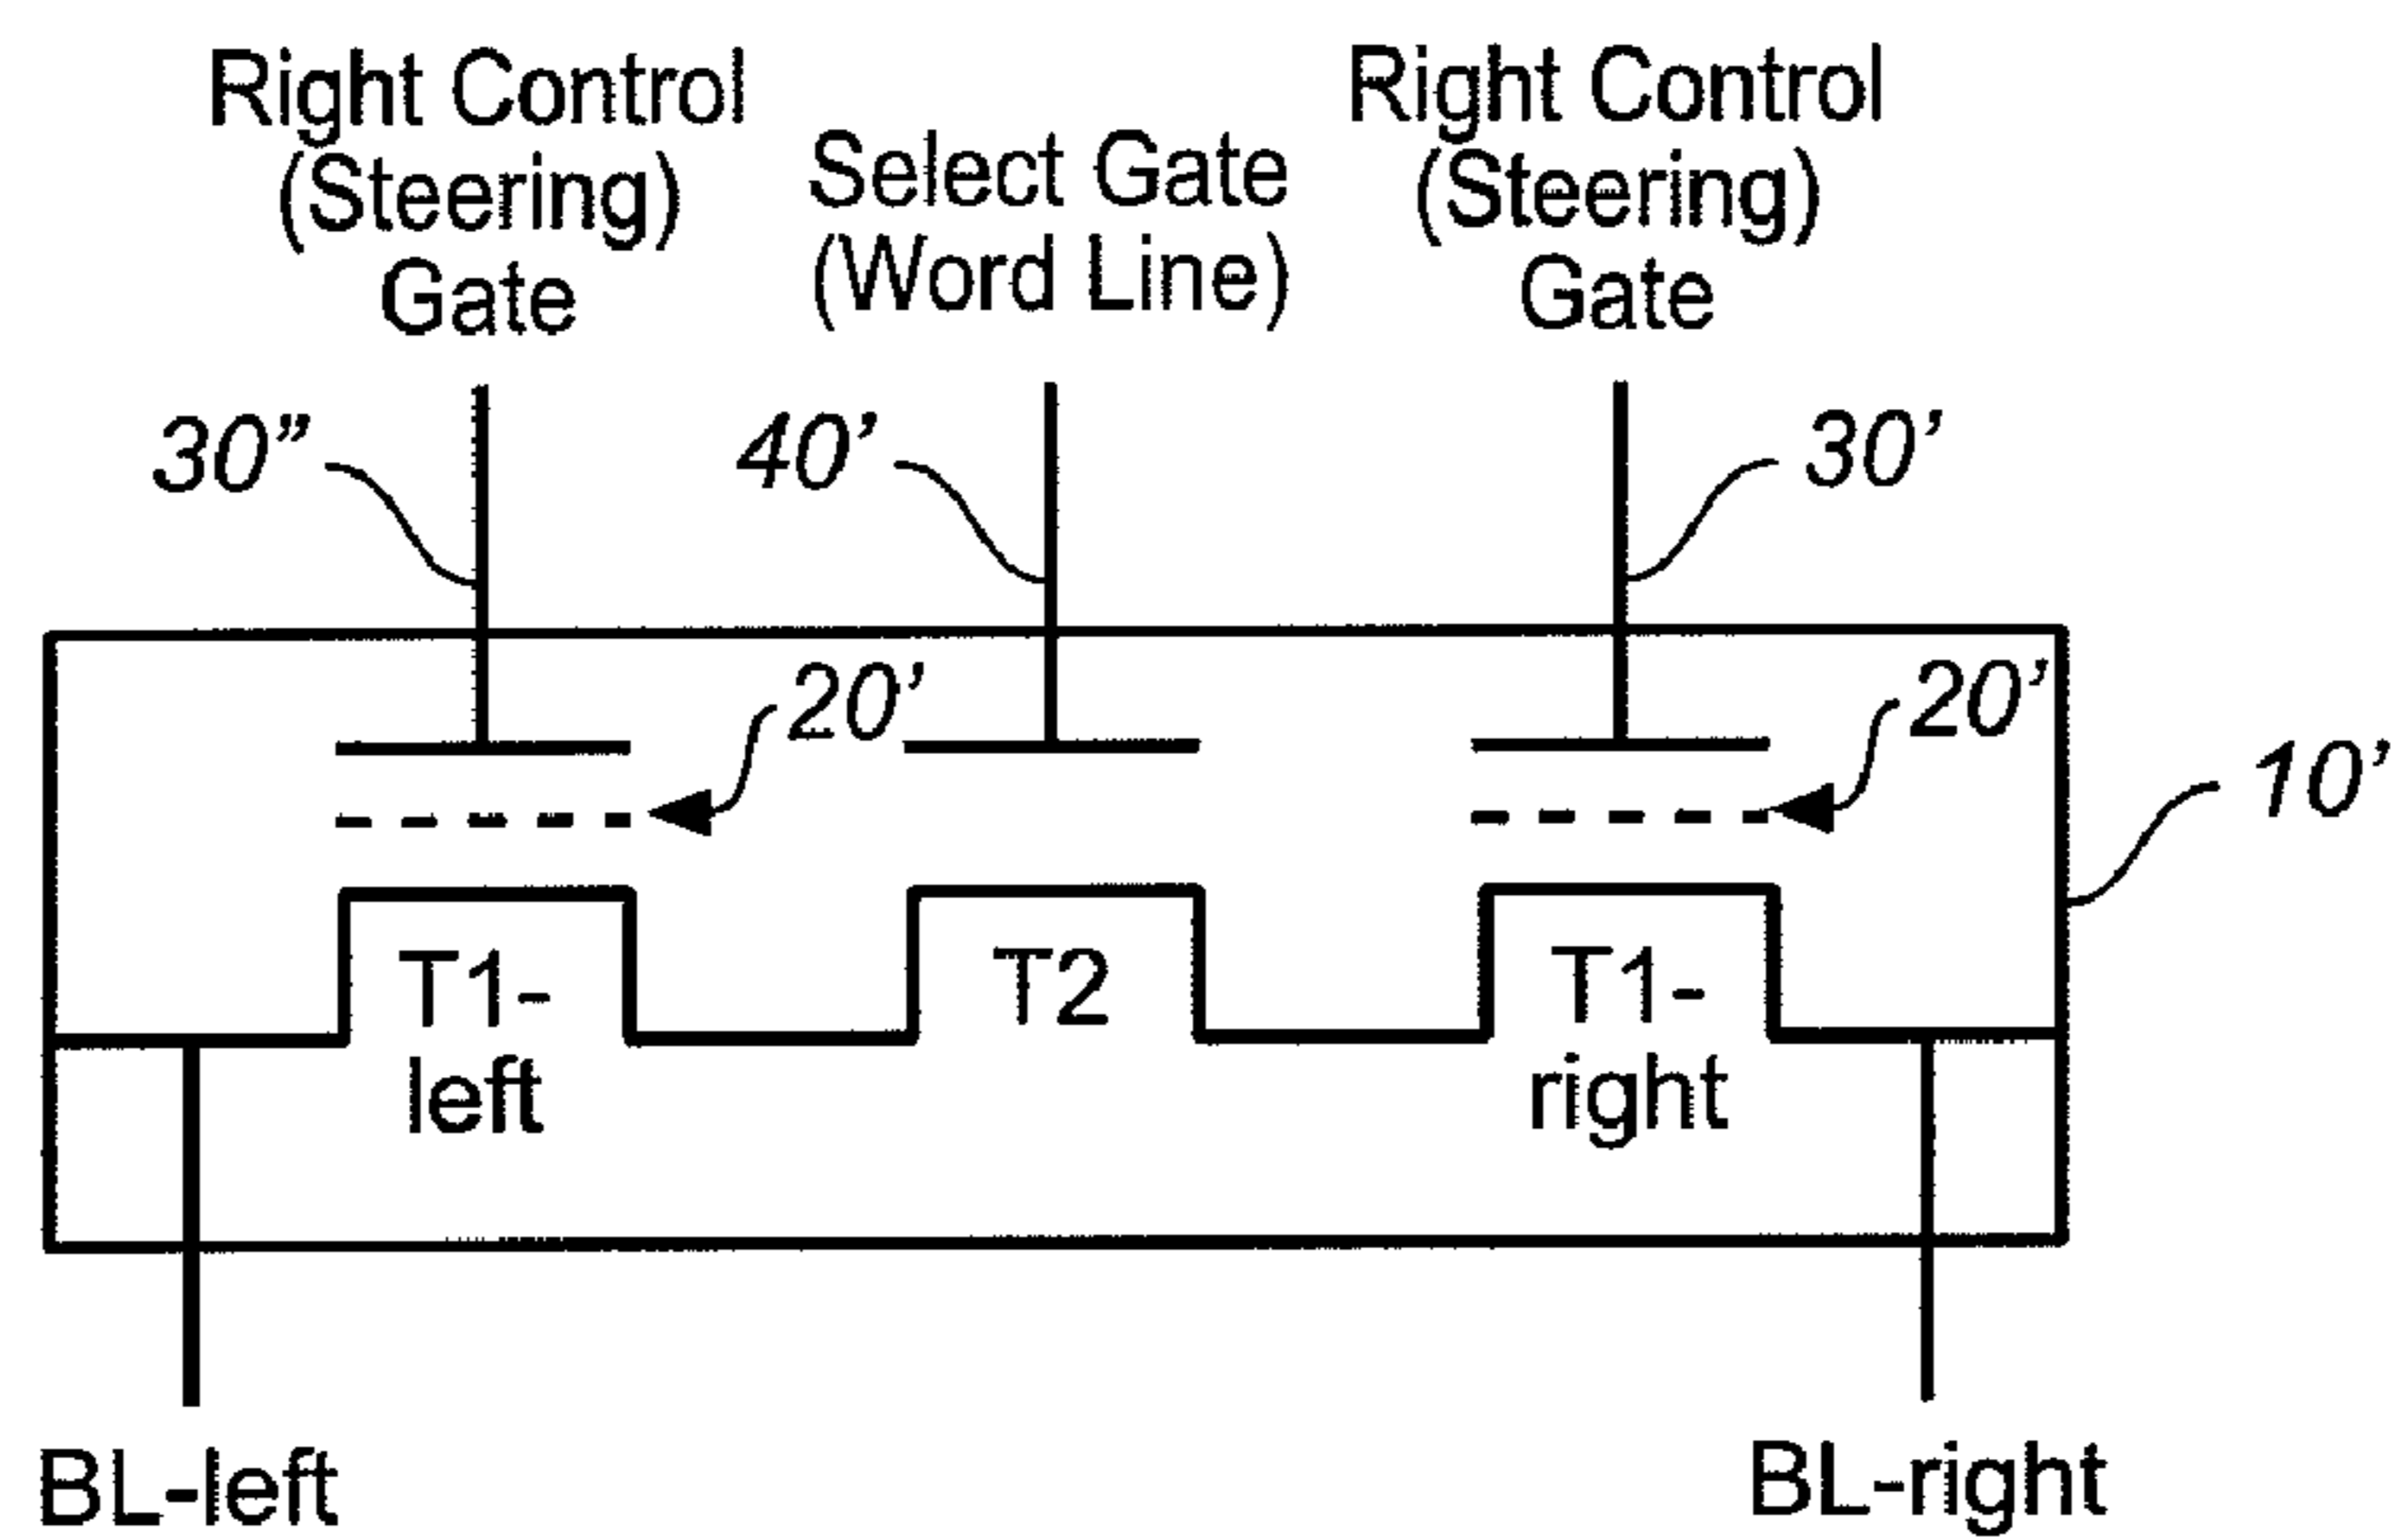 Right Control
(Steering)
Gate
Select Gate
(Word Line)
Right Control
(Steering)
Gate
30”
40’
30’
20’
20’
10’
T1-
left
T2
T1-
right
BL-left
BL-right